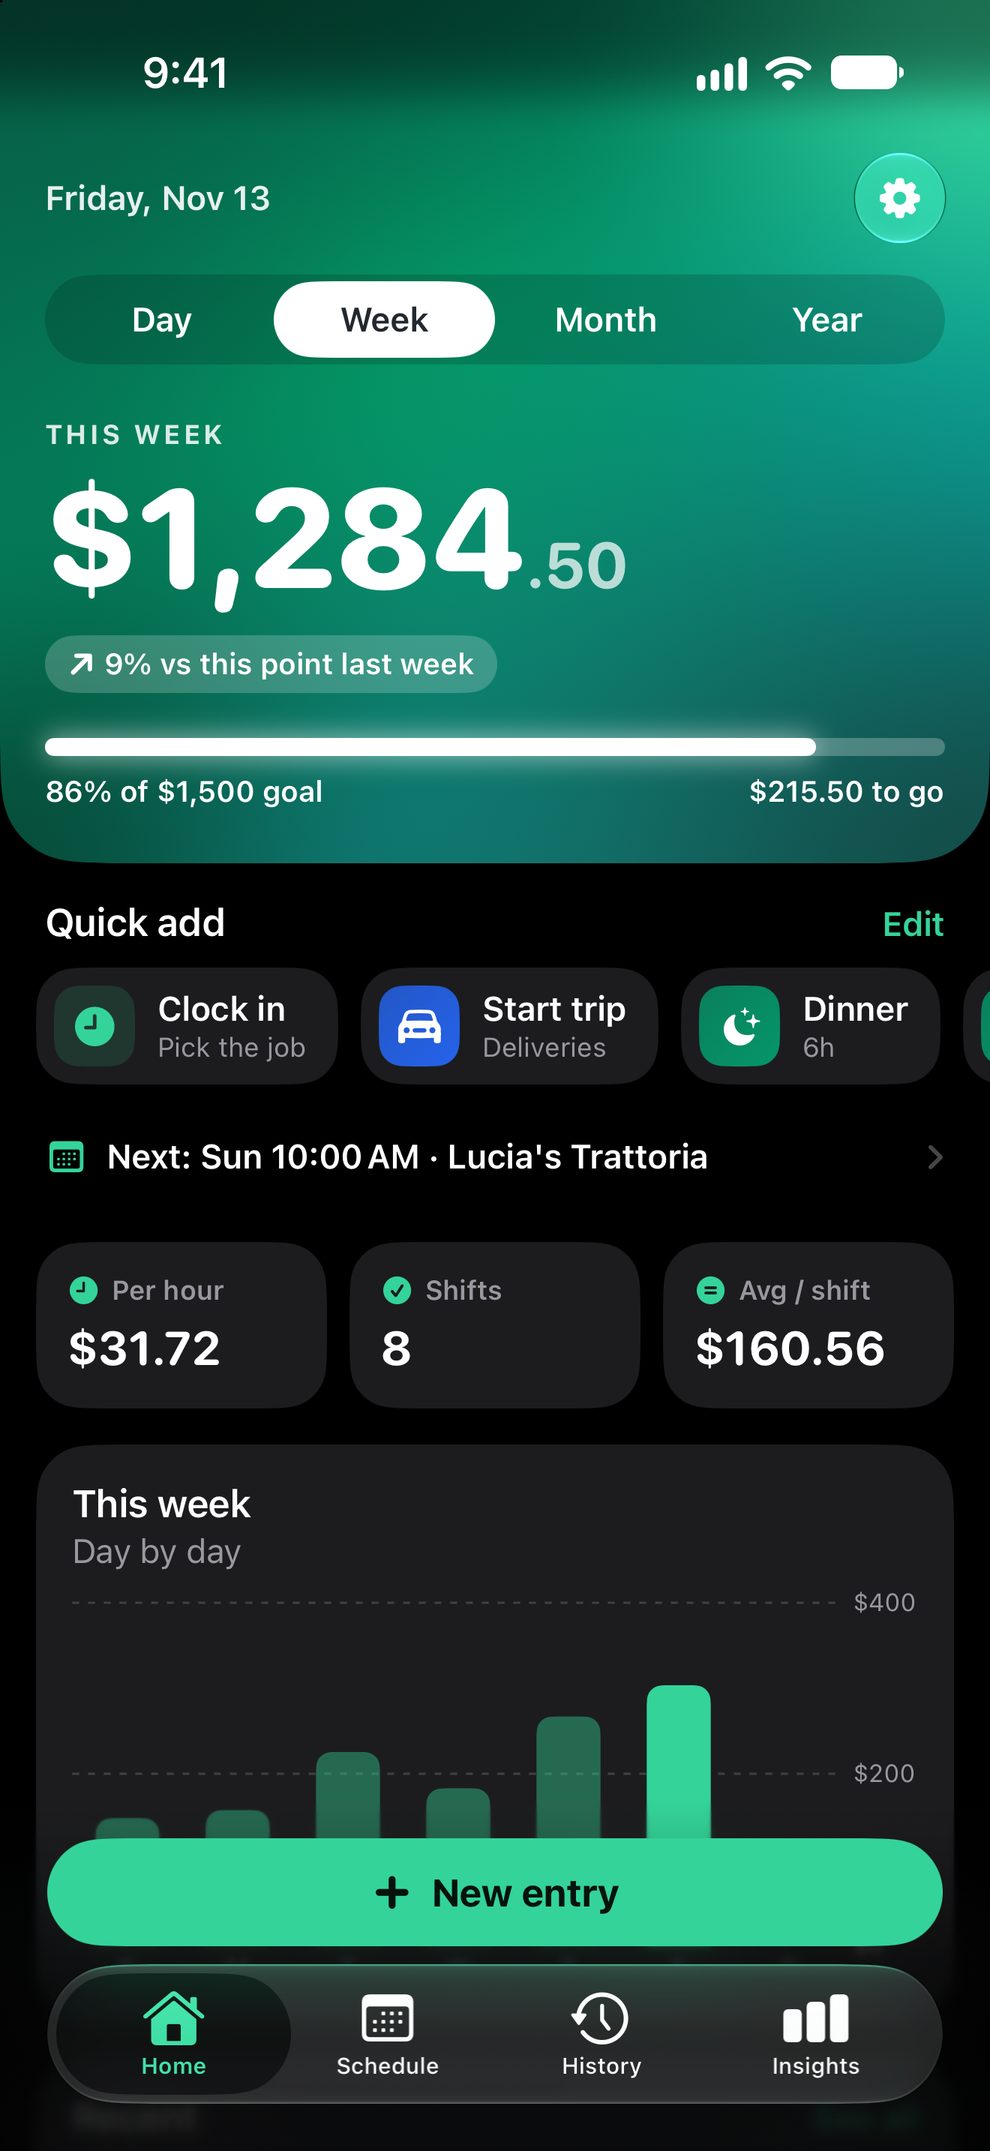 9:41
Friday, Nov 13
Day Week Month Year
THIS WEEK
$1,284.50
9% vs this point last week
86% of $1,500 goal $215.50 to go
Quick add Edit
Clock in Start trip Dinner
Pick the job Deliveries 6h
Next: Sun 10:00 AM · Lucia's Trattoria
Per hour Shifts Avg / shift
$31.72 8 $160.56
This week
Day by day
$400
$200
New entry
Home Schedule History Insights